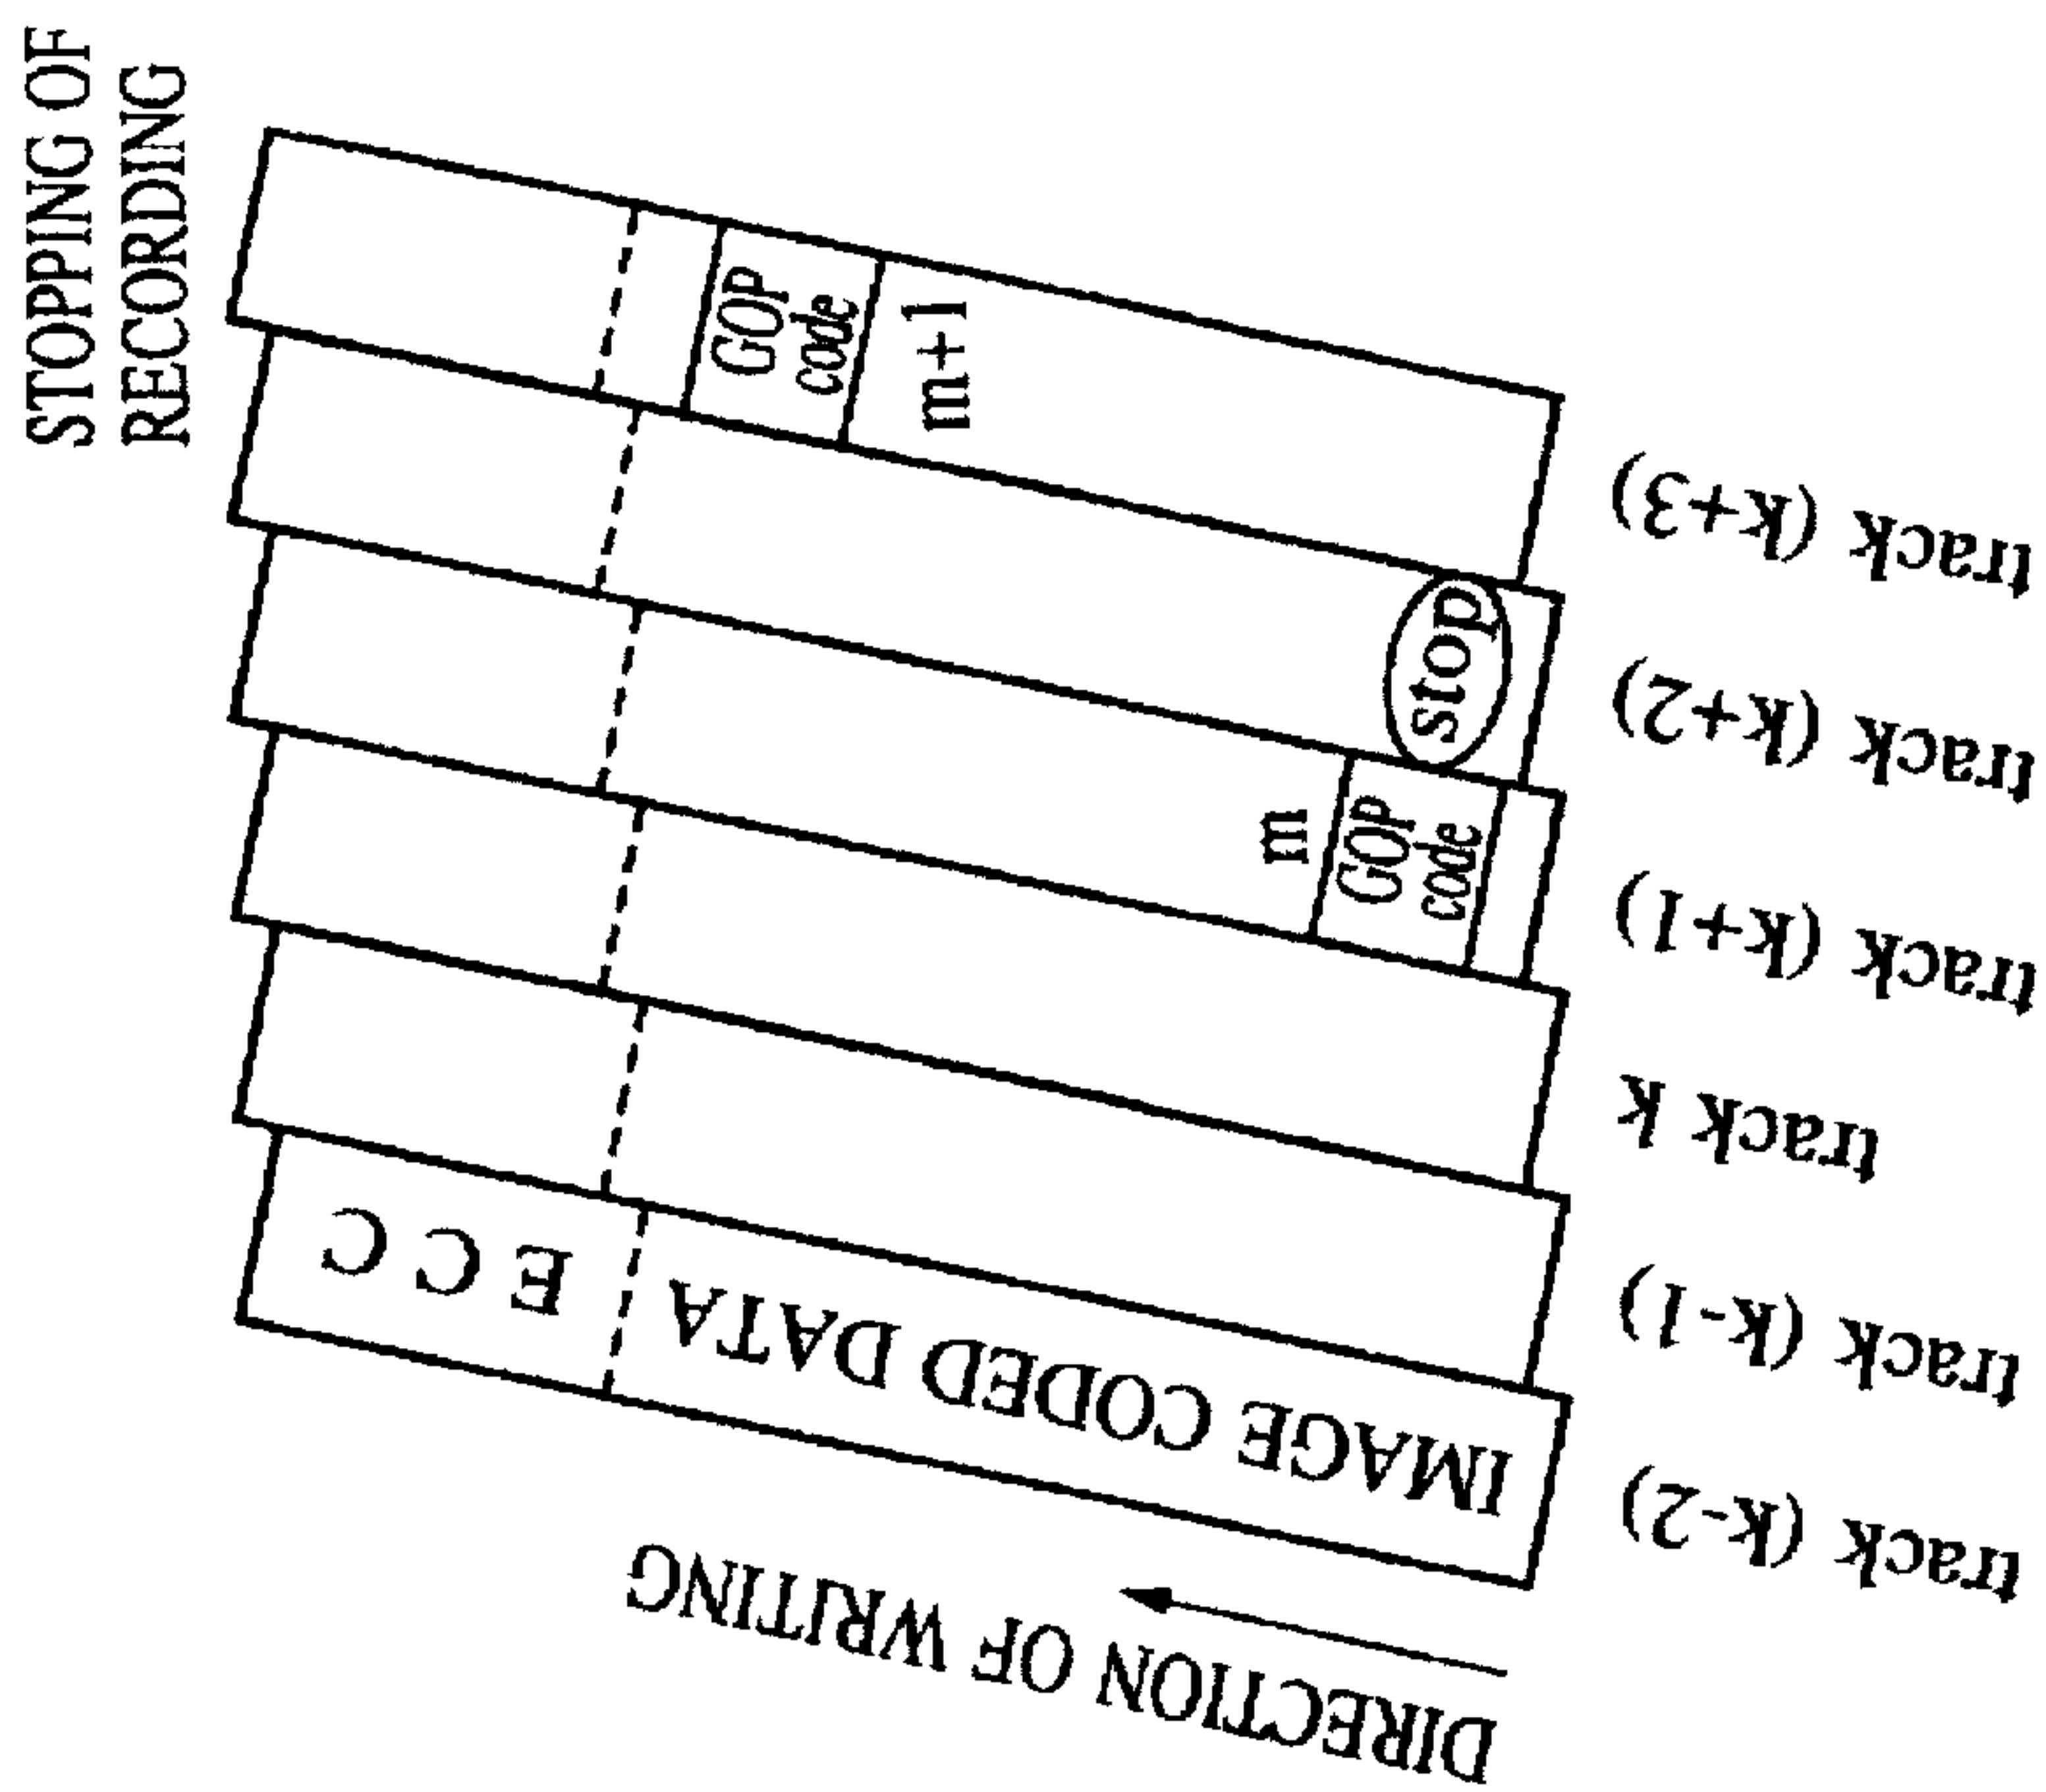 STOPPING OF
RECORDING
GOP
code
m+1
stop
m
GOP
code
track (k+3)
track (k+2)
track (k+1)
track k
track (k-1)
track (k-2)
IMAGE CODED DATA
ECC
DIRECTION OF WRITING